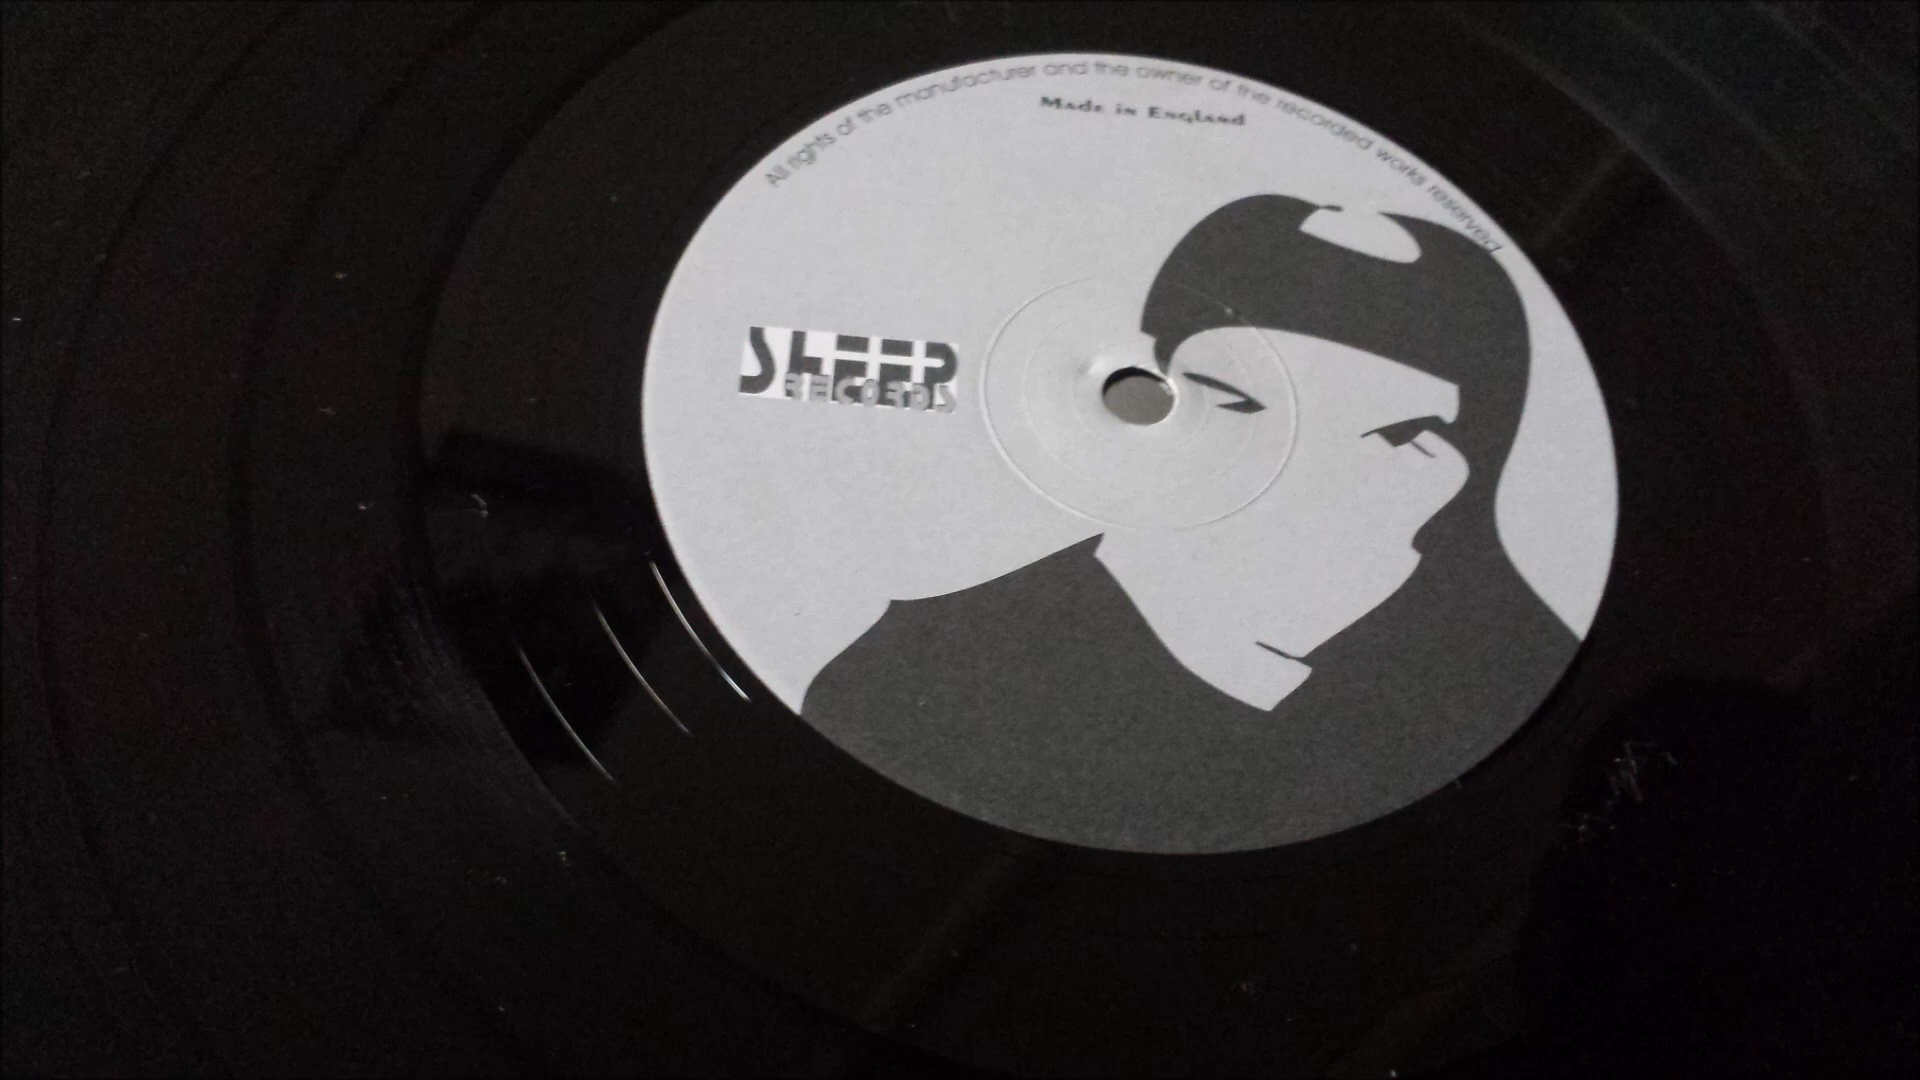 All rights of the manufacturer and the owner of the recorded works reserved
Made in England
SLEEP
RECORDS